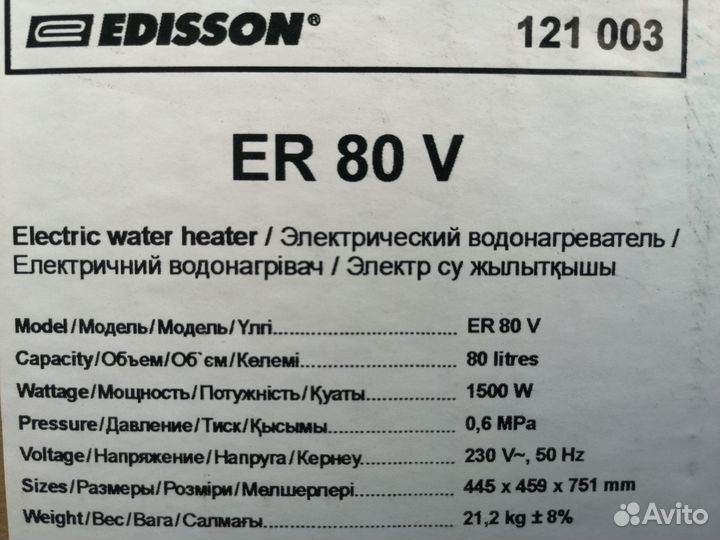 EDISSON® 121 003
ER 80 V
Electric water heater / Электрический водонагреватель /
Електричний водонагрівач / Электр су жылытқышы
Model/Модель/Модель/Үлгі........................... ER 80 V
Capacity/Объем/Об`єм/Көлемі........................ 80 litres
Wattage/Мощность/Потужність/Қуаты.............. 1500 W
Pressure/Давление/Тиск/Қысымы.................... 0,6 MPa
Voltage/Напряжение/Напруга/Кернеу.............. 230 V~, 50 Hz
Sizes/Размеры/Розміри/Мөлшерлері............... 445 x 459 x 751 mm
Weight/Вес/Вага/Салмағы.............................. 21,2 kg ± 8%
Avito